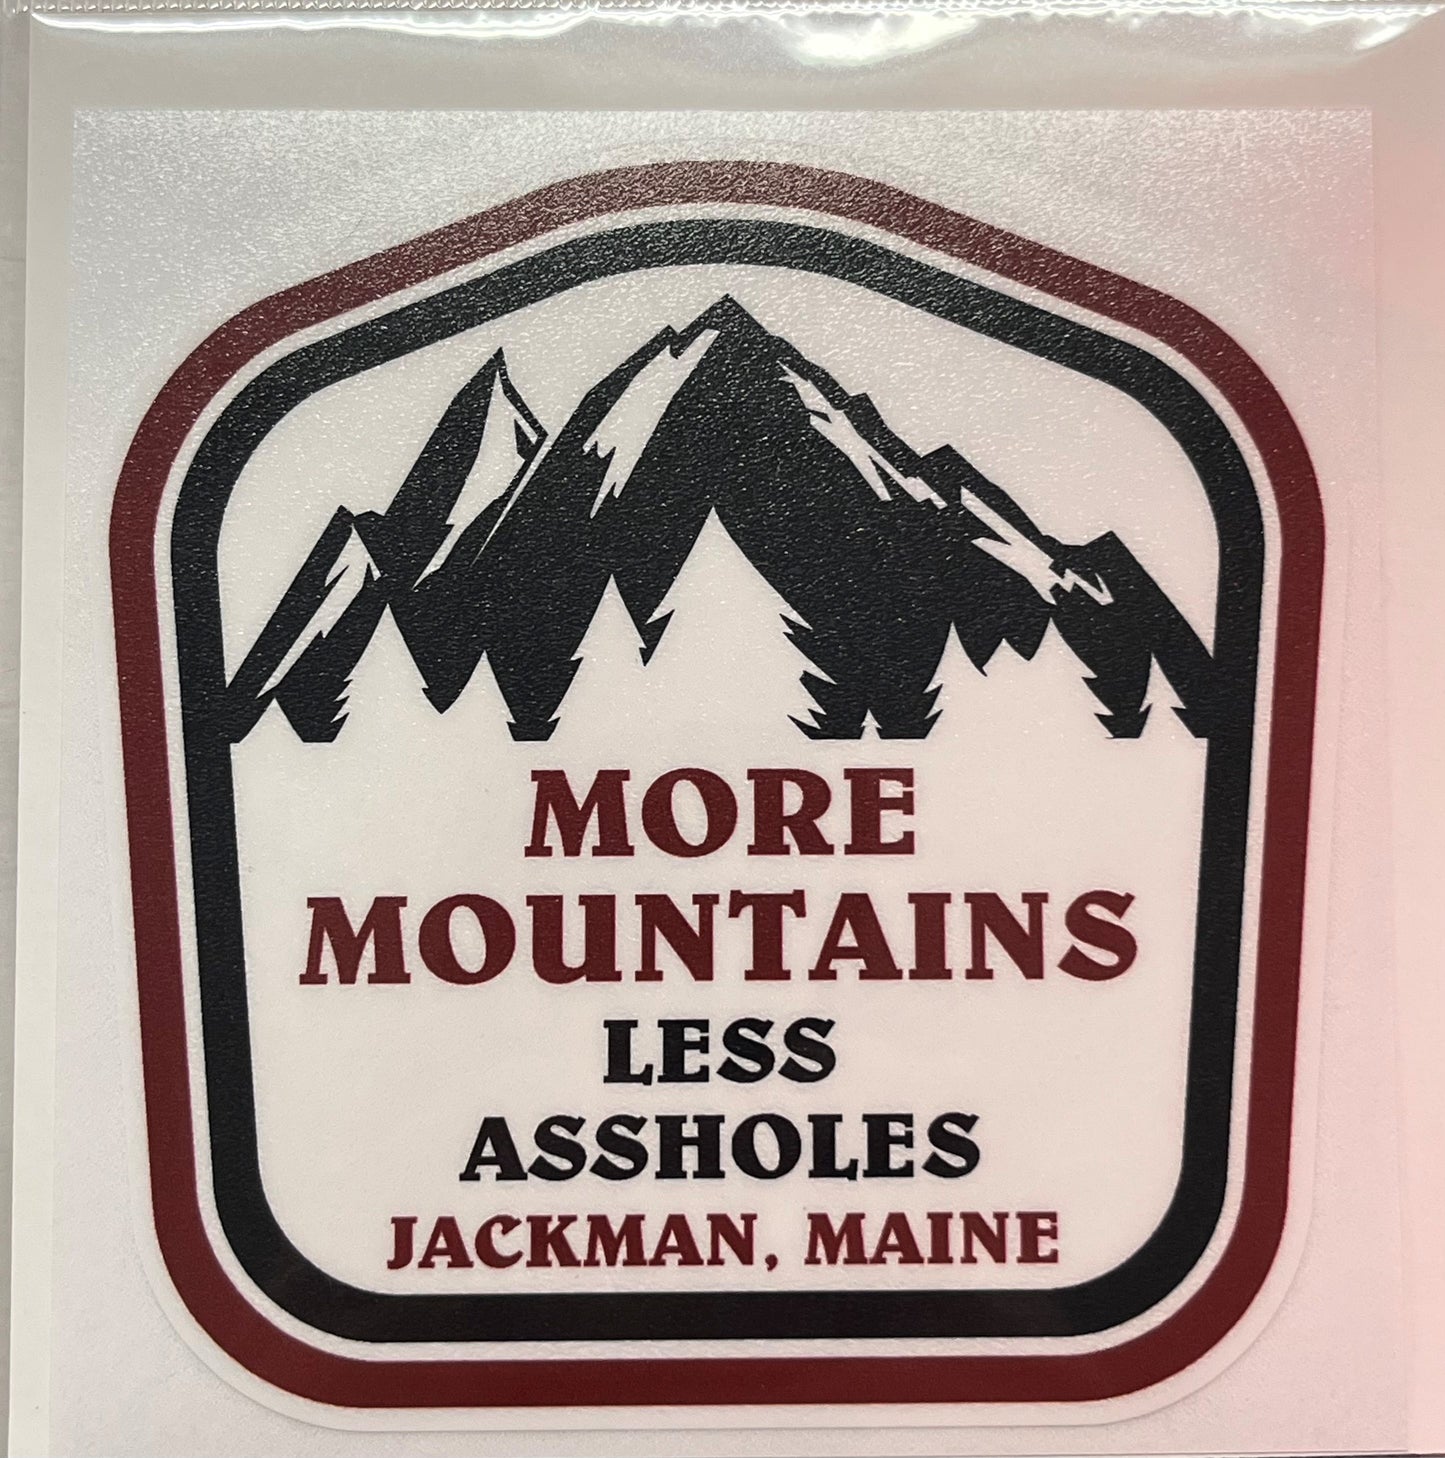 MORE
MOUNTAINS
LESS
ASSHOLES
JACKMAN, MAINE